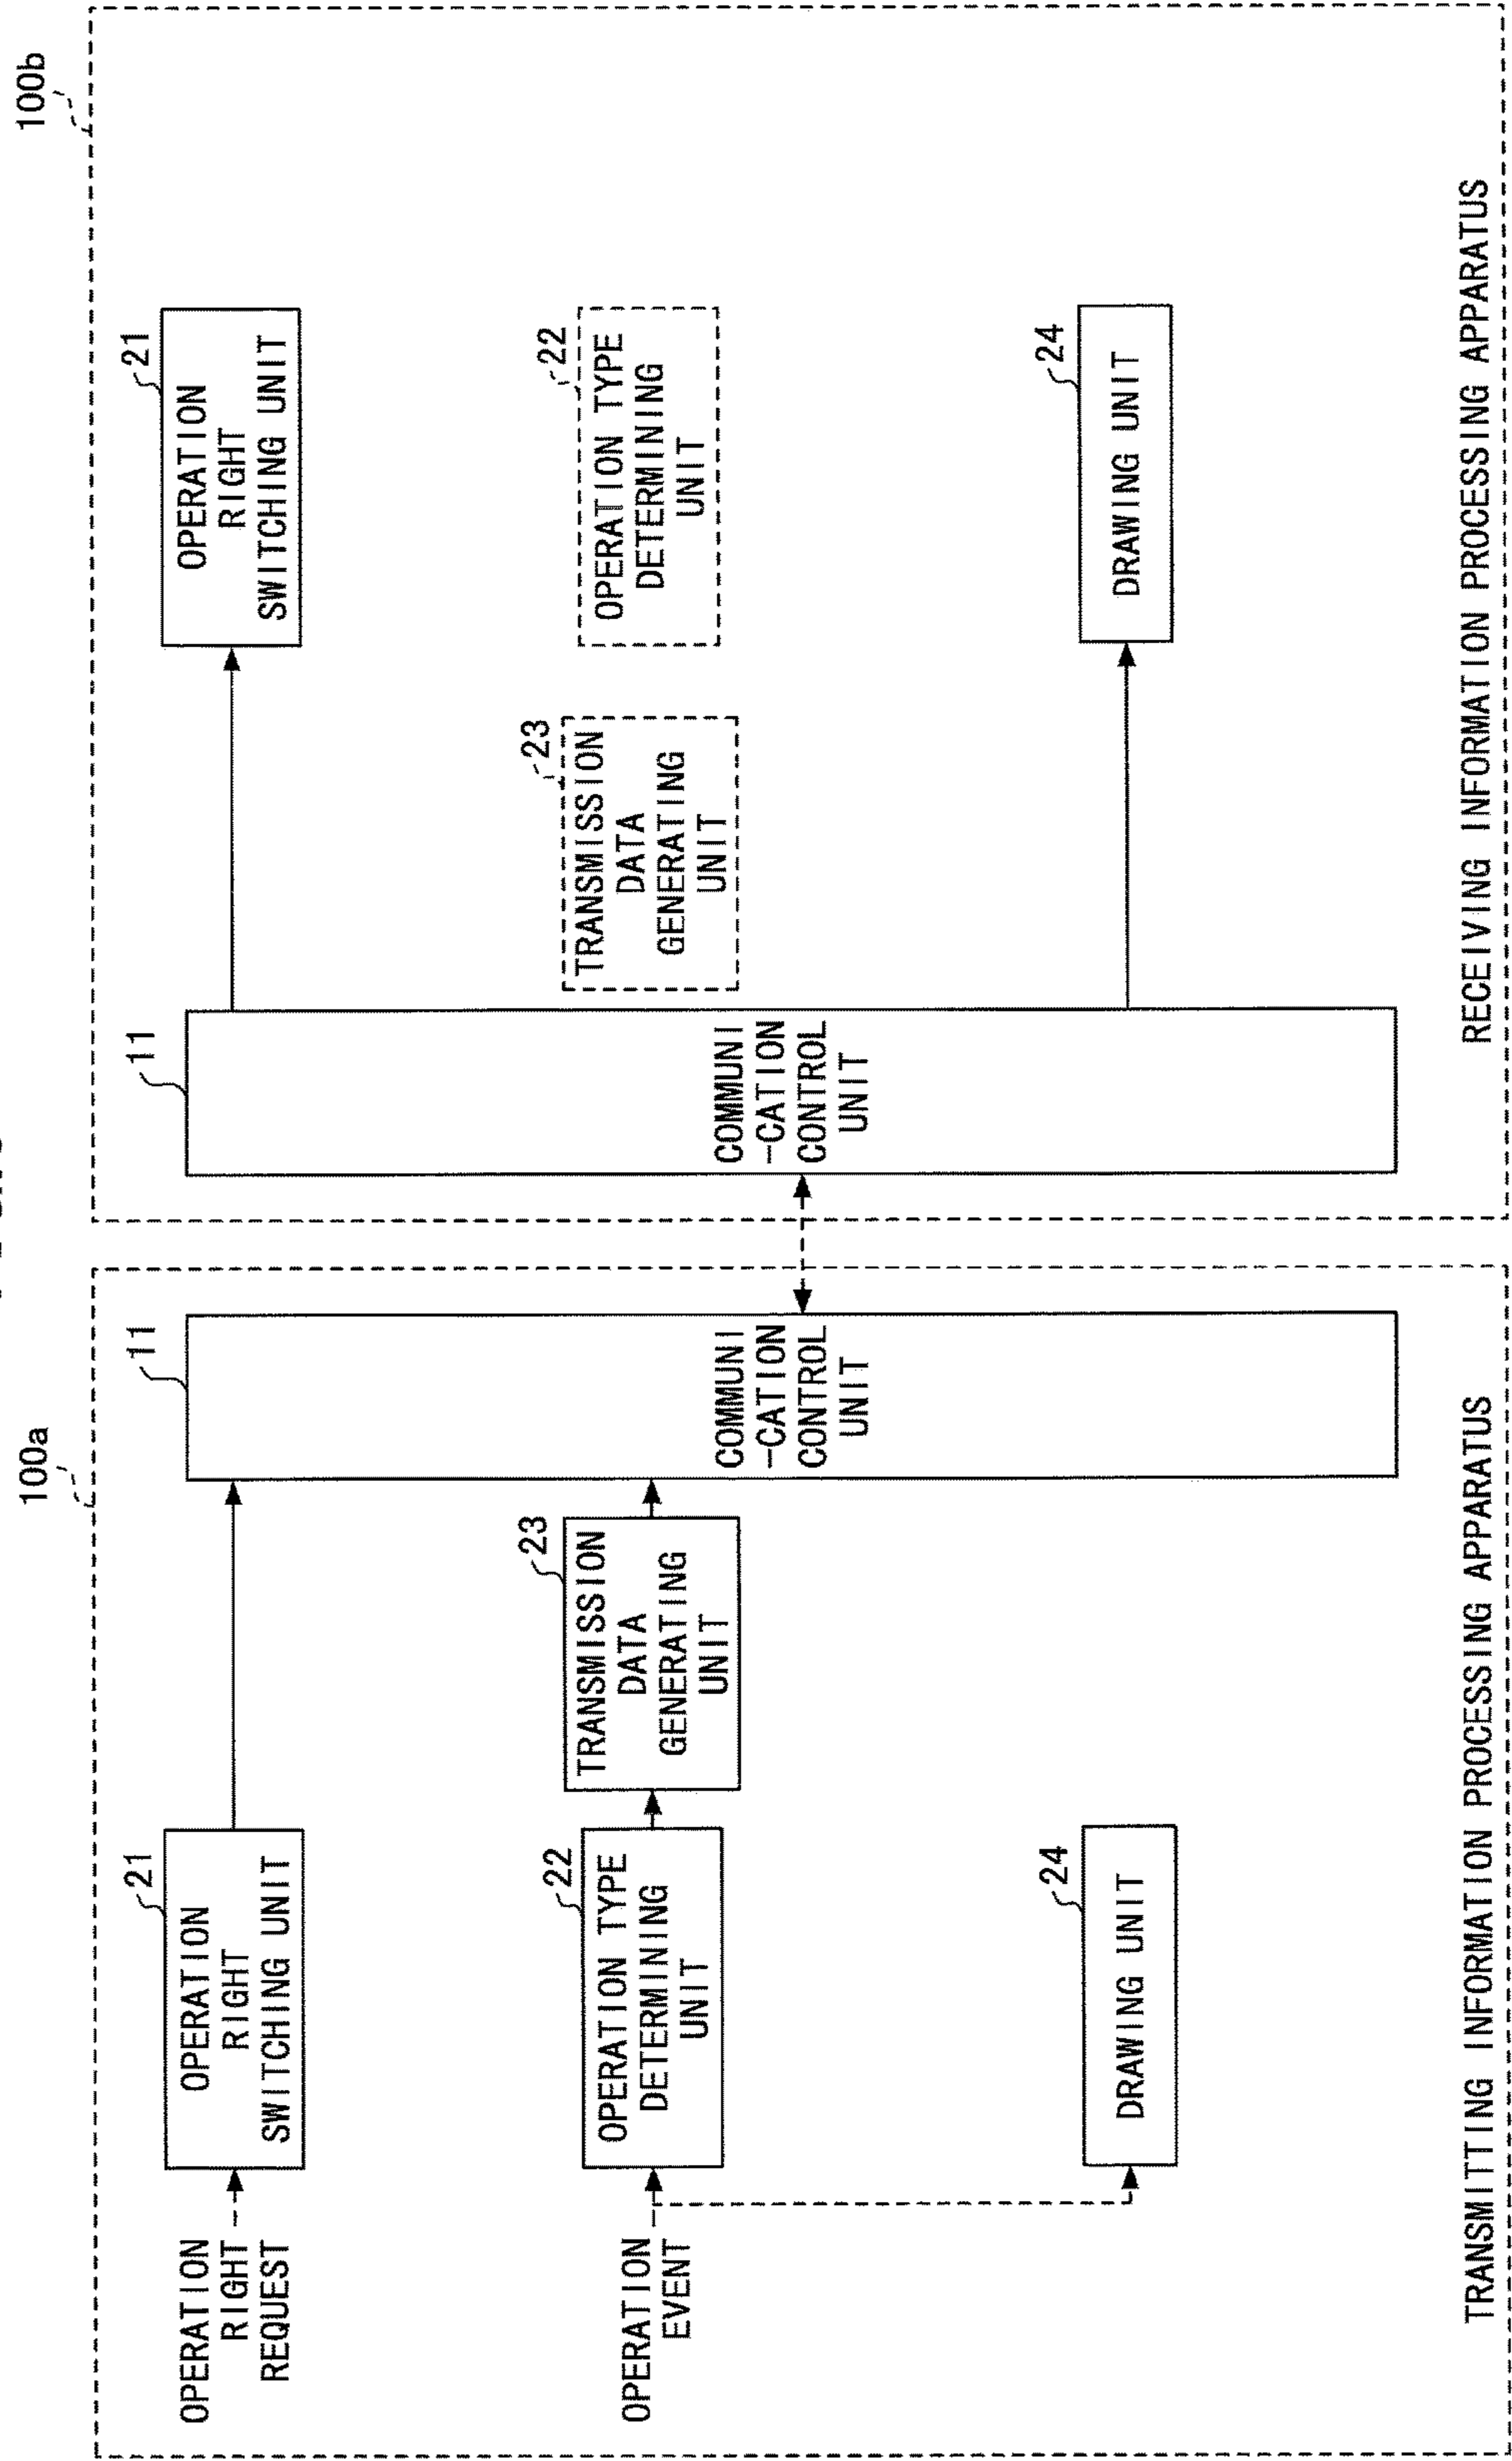 100a
TRANSMITTING INFORMATION PROCESSING APPARATUS
OPERATION
RIGHT
REQUEST
21
OPERATION
RIGHT
SWITCHING UNIT
OPERATION
EVENT
22
OPERATION TYPE
DETERMINING
UNIT
23
TRANSMISSION
DATA
GENERATING
UNIT
24
DRAWING UNIT
11
COMMUNI
-CATION
CONTROL
UNIT
100b
RECEIVING INFORMATION PROCESSING APPARATUS
11
COMMUNI
-CATION
CONTROL
UNIT
21
OPERATION
RIGHT
SWITCHING UNIT
23
TRANSMISSION
DATA
GENERATING
UNIT
22
OPERATION TYPE
DETERMINING
UNIT
24
DRAWING UNIT